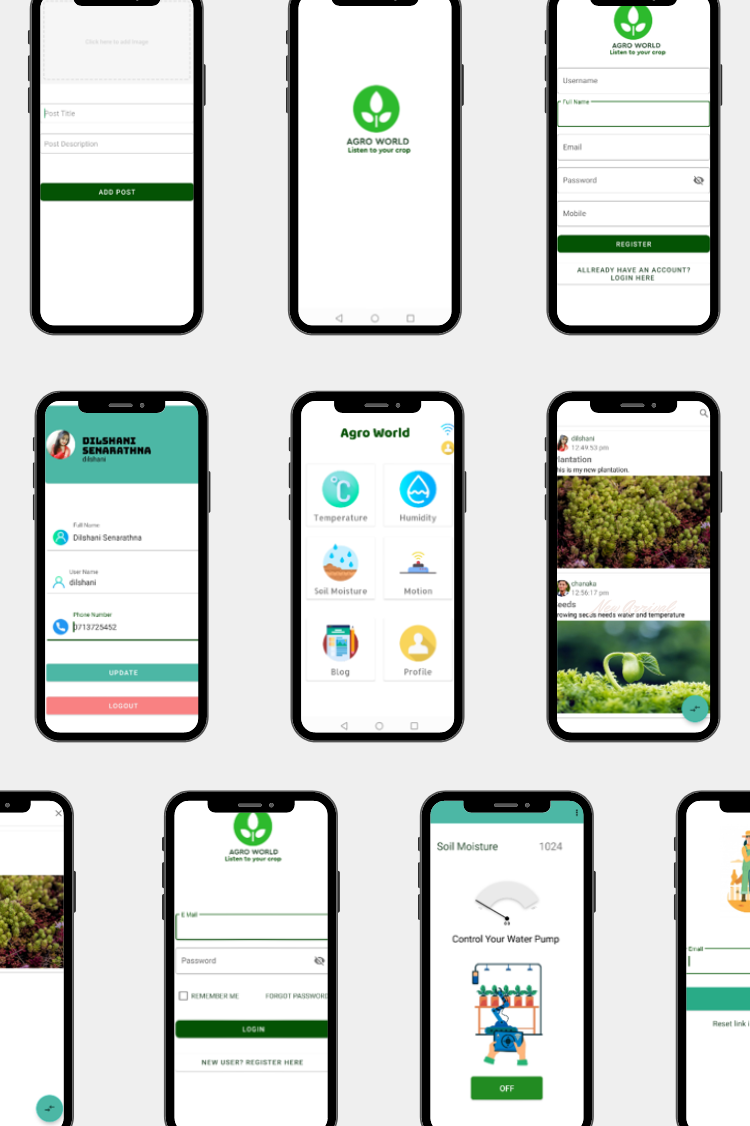 Click here to add image
Post Title
Post Description
ADD POST
AGRO WORLD
Listen to your crop
AGRO WORLD
Listen to your crop
Username
Full Name
Email
Password
Mobile
REGISTER
ALLREADY HAVE AN ACCOUNT?
LOGIN HERE
DILSHANI
SENARATHNA
dilshani
Full Name
Dilshani Senarathna
User Name
dilshani
Phone Number
0713725452
UPDATE
LOGOUT
Agro World
°C
Temperature
Humidity
Soil Moisture
Motion
Blog
Profile
dilshani
12:49:53 pm
lantation
his is my new plantation.
chanaka
12:56:17 pm
eeds
New Arrival
rowing secus needs water and temperature
AGRO WORLD
Listen to your crop
E Mail
Password
REMEMBER ME
FORGOT PASSWORD
LOGIN
NEW USER? REGISTER HERE
Soil Moisture
1024
Control Your Water Pump
OFF
Email
Reset link i